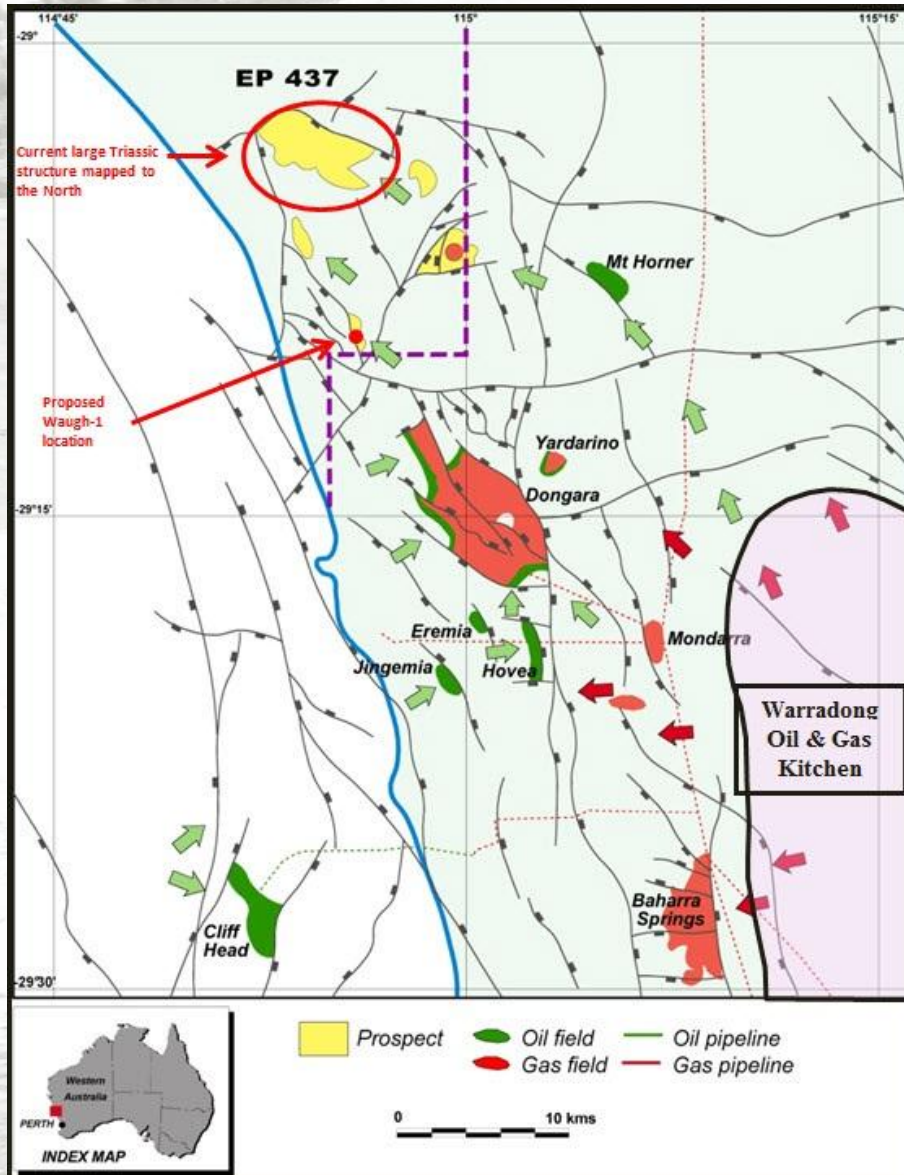 114°45'
115°
115°15'
-29°
EP 437
Current large Triassic
structure mapped to
the North
Mt Horner
Proposed
Waugh-1
location
Yardarino
Dongara
-29°15'
Eremia
Mondarra
Jingemia
Hovea
Warradong
Oil & Gas
Kitchen
Baharra
Springs
Cliff
Head
-29°30'
Western
Australia
PERTH
INDEX MAP
Prospect
Oil field
Gas field
Oil pipeline
Gas pipeline
0
10 kms